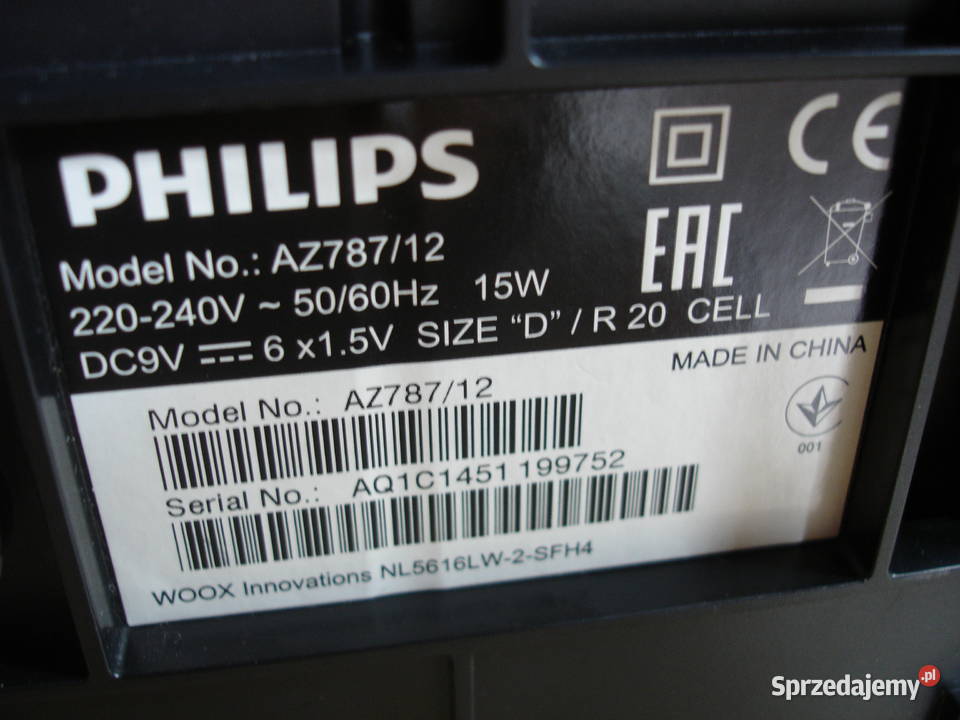 PHILIPS
CE
Model No.: AZ787/12
EAC
220-240V ~ 50/60Hz 15W
DC9V ⎓ 6 x1.5V SIZE “D” / R 20 CELL
MADE IN CHINA
Model No.: AZ787/12
001
Serial No.: AQ1C1451 199752
WOOX Innovations NL5616LW-2-SFH4
Sprzedajemy.pl